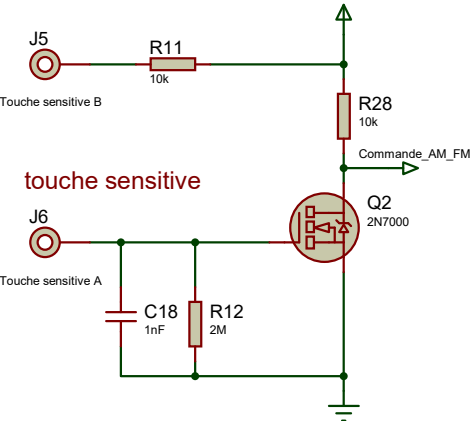 J5
R11
10k
Touche sensitive B
R28
10k
Commande_AM_FM
touche sensitive
Q2
2N7000
J6
Touche sensitive A
C18
1nF
R12
2M